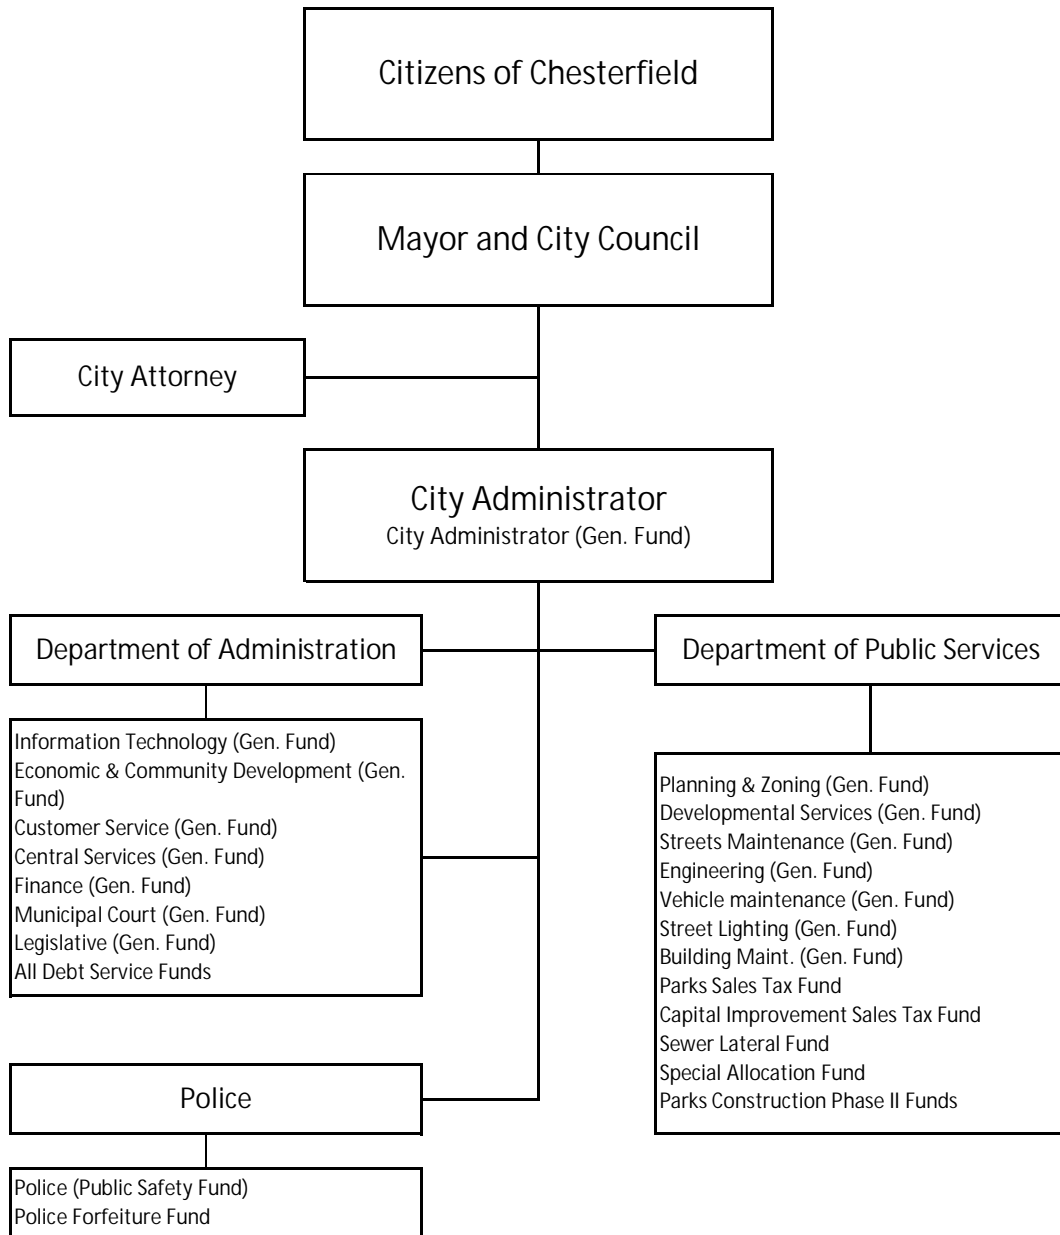 Citizens of Chesterfield
Mayor and City Council
City Attorney
City Administrator
City Administrator (Gen. Fund)
Department of Administration
Information Technology (Gen. Fund)
Economic & Community Development (Gen.
Fund)
Customer Service (Gen. Fund)
Central Services (Gen. Fund)
Finance (Gen. Fund)
Municipal Court (Gen. Fund)
Legislative (Gen. Fund)
All Debt Service Funds
Department of Public Services
Planning & Zoning (Gen. Fund)
Developmental Services (Gen. Fund)
Streets Maintenance (Gen. Fund)
Engineering (Gen. Fund)
Vehicle maintenance (Gen. Fund)
Street Lighting (Gen. Fund)
Building Maint. (Gen. Fund)
Parks Sales Tax Fund
Capital Improvement Sales Tax Fund
Sewer Lateral Fund
Special Allocation Fund
Parks Construction Phase II Funds
Police
Police (Public Safety Fund)
Police Forfeiture Fund